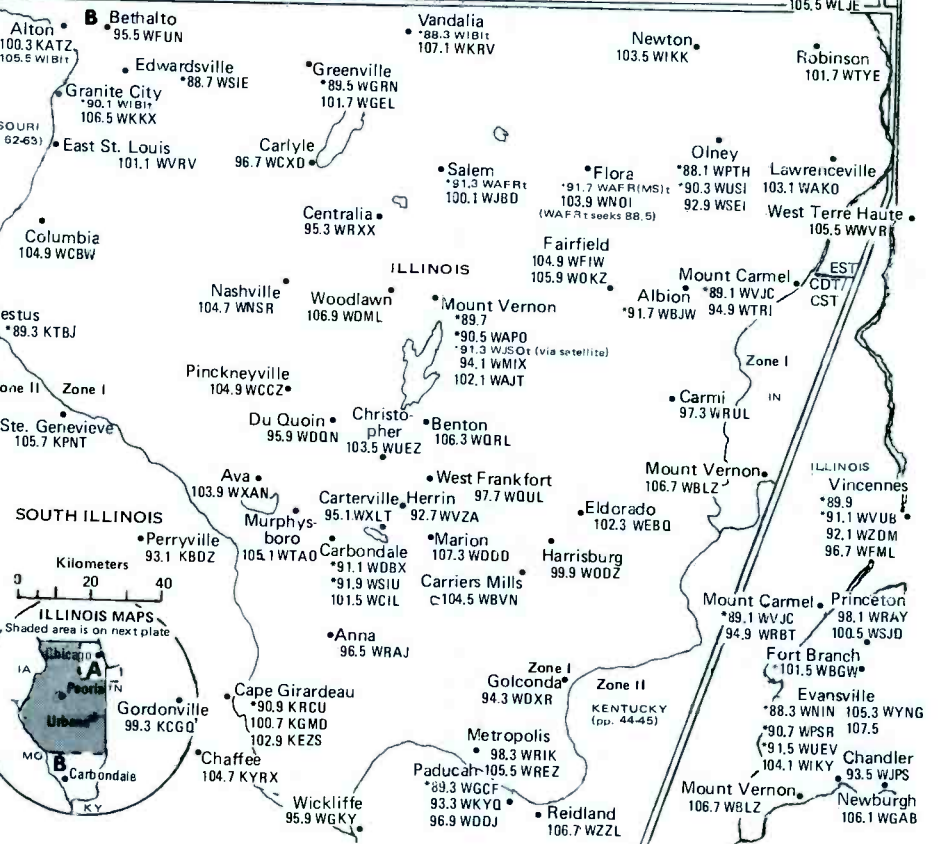 105.5 WLJE
B
Bethalto
95.5 WFUN
Alton
100.3 KATZ
105.5 WIBI†
Vandalia
*88.3 WIBI†
107.1 WKRV
Newton
103.5 WIKK
Robinson
101.7 WTYE
Edwardsville
*88.7 WSIE
Granite City
*90.1 WIBI†
106.5 WKKX
Greenville
*89.5 WGRN
101.7 WGEL
SOURI
62-63)
East St. Louis
101.1 WVRV
Carlyle
96.7 WCXD
Salem
*91.3 WAFR†
100.1 WJBD
Flora
*91.7 WAFR(MS)†
103.9 WNOI
(WAFR† seeks 88.5)
Olney
*88.1 WPTH
*90.3 WUSI
92.9 WSEI
Lawrenceville
103.1 WAKO
West Terre Haute
105.5 WWVR
Columbia
104.9 WCBW
Centralia
95.3 WRXX
Fairfield
104.9 WFIW
105.9 WOKZ
ILLINOIS
EST
CDT/
CST
Nashville
104.7 WNSR
Woodlawn
106.9 WDML
Mount Vernon
*89.7
*90.5 WAPO
*91.3 WJSO† (via satellite)
94.1 WMIX
102.1 WAJT
Albion
*91.7 WBJW
Mount Carmel
*89.1 WVJC
94.9 WTRI
estus
*89.3 KTBJ
Zone I
IN
Pinckneyville
104.9 WCCZ
one II
Zone I
Ste. Genevieve
105.7 KPNT
Du Quoin
95.9 WDQN
Christo-
pher
103.5 WUEZ
Benton
106.3 WQRL
Carmi
97.3 WRUL
Ava
103.9 WXAN
West Frankfort
97.7 WQUL
Mount Vernon
106.7 WBLZ
ILLINOIS
Vincennes
*89.9
*91.1 WVUB
92.1 WZDM
96.7 WFML
Carterville
95.1 WXLT
Herrin
92.7 WVZA
Eldorado
102.3 WEBQ
Murphys-
boro
105.1 WTAO
SOUTH ILLINOIS
Perryville
93.1 KBDZ
Carbondale
*91.1 WDBX
*91.9 WSIU
101.5 WCIL
Marion
107.3 WDDD
Harrisburg
99.9 WODZ
Carriers Mills
C104.5 WBVN
Kilometers
0 20 40
ILLINOIS MAPS
Shaded area is on next plate
Chicago
A
IA
Peoria
IN
Urbana
MO
B
Carbondale
KY
Mount Carmel
*89.1 WVJC
94.9 WRBT
Princeton
98.1 WRAY
100.5 WSJD
Anna
96.5 WRAJ
Fort Branch
*101.5 WBGW
Zone I
Golconda
94.3 WDXR
Zone II
KENTUCKY
(pp. 44-45)
Gordonville
99.3 KCGQ
Cape Girardeau
*90.9 KRCU
100.7 KGMD
102.9 KEZS
Evansville
*88.3 WNIN 105.3 WYNG
*90.7 WPSR 107.5
*91.5 WUEV
104.1 WIKY
Chaffee
104.7 KYRX
Metropolis
98.3 WRIK
105.5 WREZ
Paducah
*89.3 WGCF
93.3 WKYQ
96.9 WDDJ
Chandler
93.5 WJPS
Mount Vernon
106.7 WBLZ
Newburgh
106.1 WGAB
Wickliffe
95.9 WGKY
Reidland
106.7 WZZL